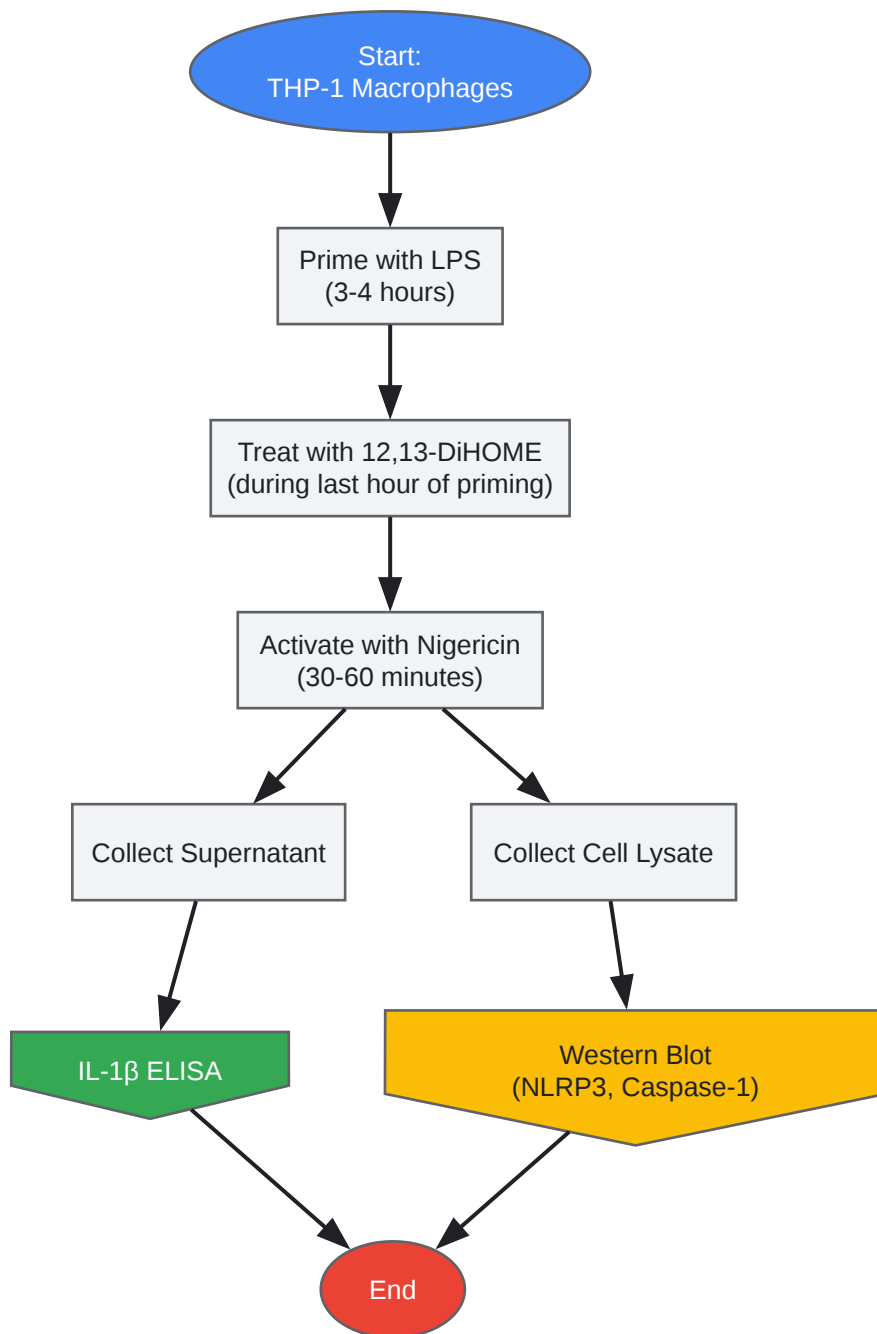 Start:
THP-1 Macrophages
Prime with LPS
(3-4 hours)
Treat with 12,13-DiHOME
(during last hour of priming)
Activate with Nigericin
(30-60 minutes)
Collect Supernatant
Collect Cell Lysate
IL-1β ELISA
Western Blot
(NLRP3, Caspase-1)
End